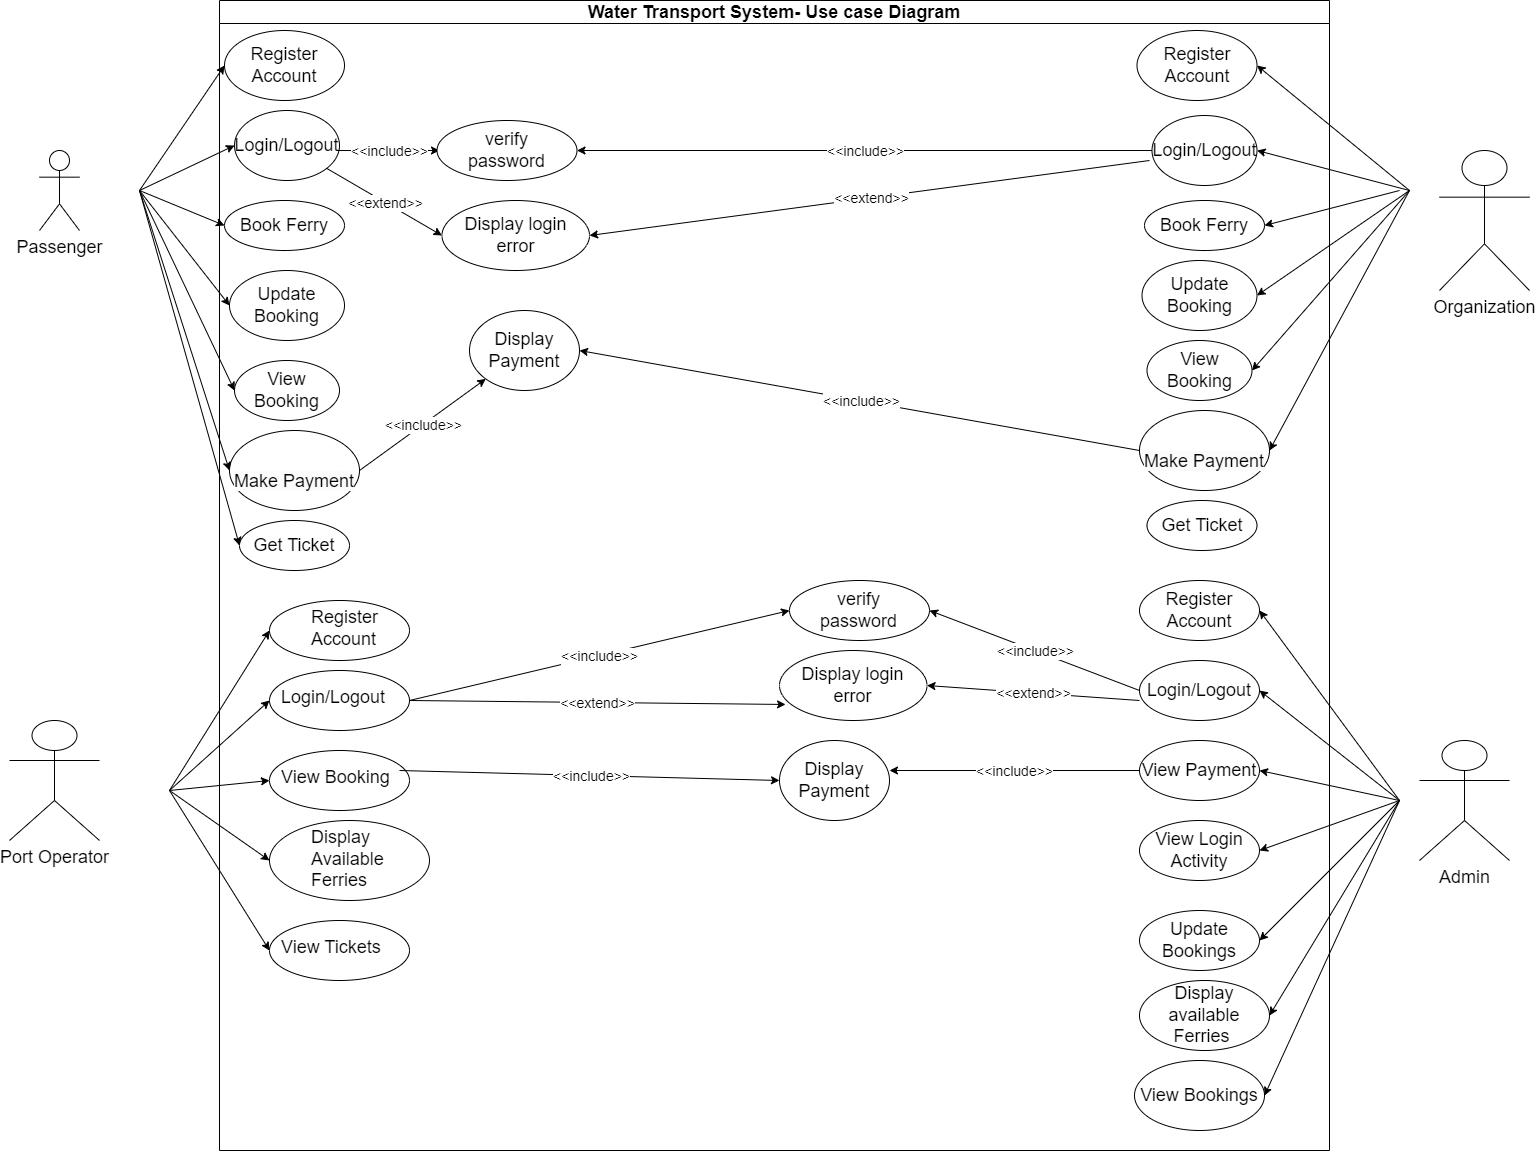 Water Transport System- Use case Diagram
Register
Account
Login/Logout
Book Ferry
Update
Booking
View
Booking
Make Payment
Get Ticket
Passenger
<<include>>
<<extend>>
verify
password
Display login
error
Display
Payment
<<include>>
<<include>>
<<extend>>
<<include>>
Register
Account
Login/Logout
Book Ferry
Update
Booking
View
Booking
Make Payment
Get Ticket
Organization
Register
Account
Login/Logout
View Booking
Display
Available
Ferries
View Tickets
Port Operator
<<include>>
<<extend>>
<<include>>
verify
password
Display login
error
Display
Payment
<<include>>
<<extend>>
<<include>>
Register
Account
Login/Logout
View Payment
View Login
Activity
Update
Bookings
Display
available
Ferries
View Bookings
Admin